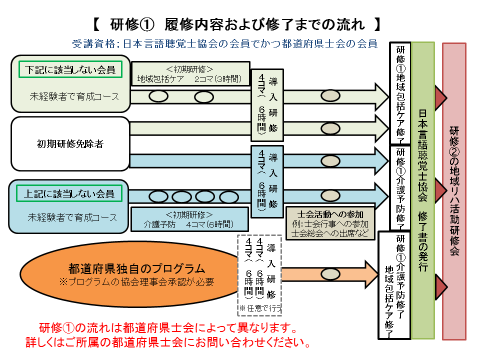 【 研修① 履修内容および修了までの流れ 】
受講資格:日本言語聴覚士協会の会員でかつ都道府県士会の会員
下記に該当しない会員
未経験者で育成コース
<初期研修>
地域包括ケア 2コマ(3時間)
導入研修
4コマ(6時間)
研修①地域包括ケア修了
初期研修免除者
導入研修
4コマ(6時間)
研修①介護予防修了
上記に該当しない会員
未経験者で育成コース
<初期研修>
介護予防 4コマ(6時間)
士会活動への参加
例:士会行事への参加
士会総会への出席など
都道府県独自のプログラム
※プログラムの協会理事会承認が必要
導入研修
4コマ(6時間)
4コマ(6時間)
※任意で行う
研修①介護予防修了
地域包括ケア修了
日本言語聴覚士協会 修了書の発行
研修②の地域リハ活動研修会
研修①の流れは都道府県士会によって異なります。
詳しくはご所属の都道府県士会にお問い合わせください。